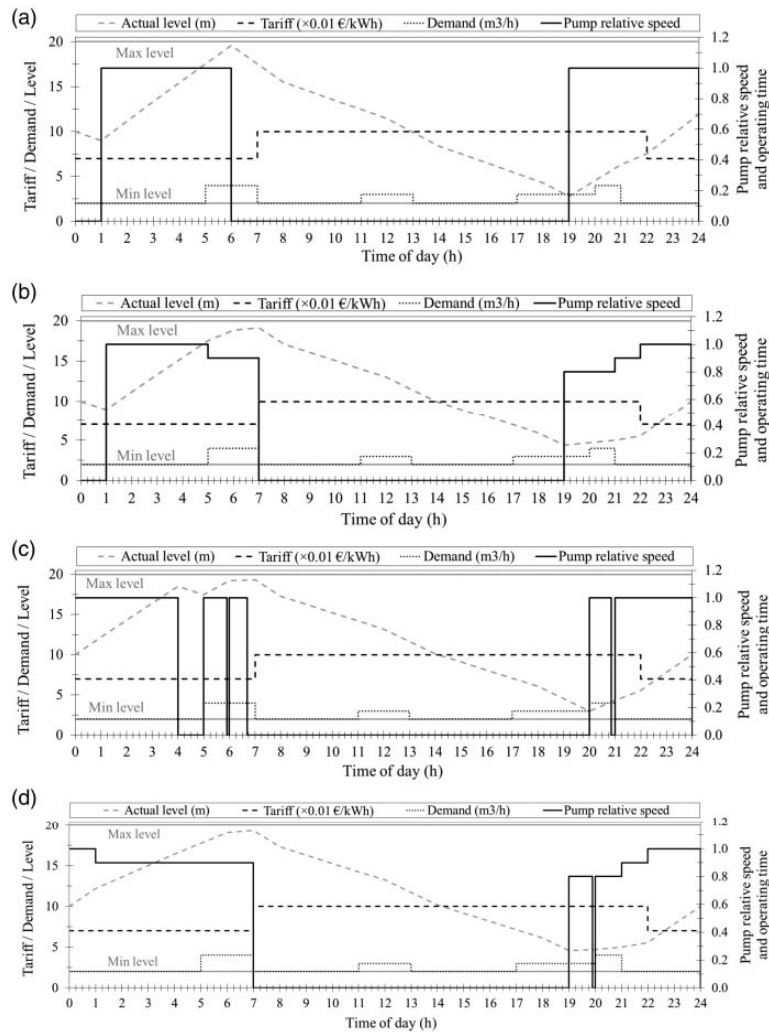 (a)
Actual level (m) Tariff (×0.01 €/kWh) Demand (m3/h) Pump relative speed
Tariff / Demand / Level
20
15
10
5
0
Max level
Min level
1.2
1.0
0.8
0.6
0.4
0.2
0.0
Pump relative speed
and operating time
0 1 2 3 4 5 6 7 8 9 10 11 12 13 14 15 16 17 18 19 20 21 22 23 24
Time of day (h)
(b)
Actual level (m) Tariff (×0.01 €/kWh) Demand (m3/h) Pump relative speed
Tariff / Demand / Level
20
15
10
5
0
Max level
Min level
1.2
1.0
0.8
0.6
0.4
0.2
0.0
Pump relative speed
and operating time
0 1 2 3 4 5 6 7 8 9 10 11 12 13 14 15 16 17 18 19 20 21 22 23 24
Time of day (h)
(c)
Actual level (m) Tariff (×0.01 €/kWh) Demand (m3/h) Pump relative speed
Tariff / Demand / Level
20
15
10
5
0
Max level
Min level
1.2
1.0
0.8
0.6
0.4
0.2
0.0
Pump relative speed
and operating time
0 1 2 3 4 5 6 7 8 9 10 11 12 13 14 15 16 17 18 19 20 21 22 23 24
Time of day (h)
(d)
Actual level (m) Tariff (×0.01 €/kWh) Demand (m3/h) Pump relative speed
Tariff / Demand / Level
20
15
10
5
0
Max level
Min level
1.2
1.0
0.8
0.6
0.4
0.2
0.0
Pump relative speed
and operating time
0 1 2 3 4 5 6 7 8 9 10 11 12 13 14 15 16 17 18 19 20 21 22 23 24
Time of day (h)